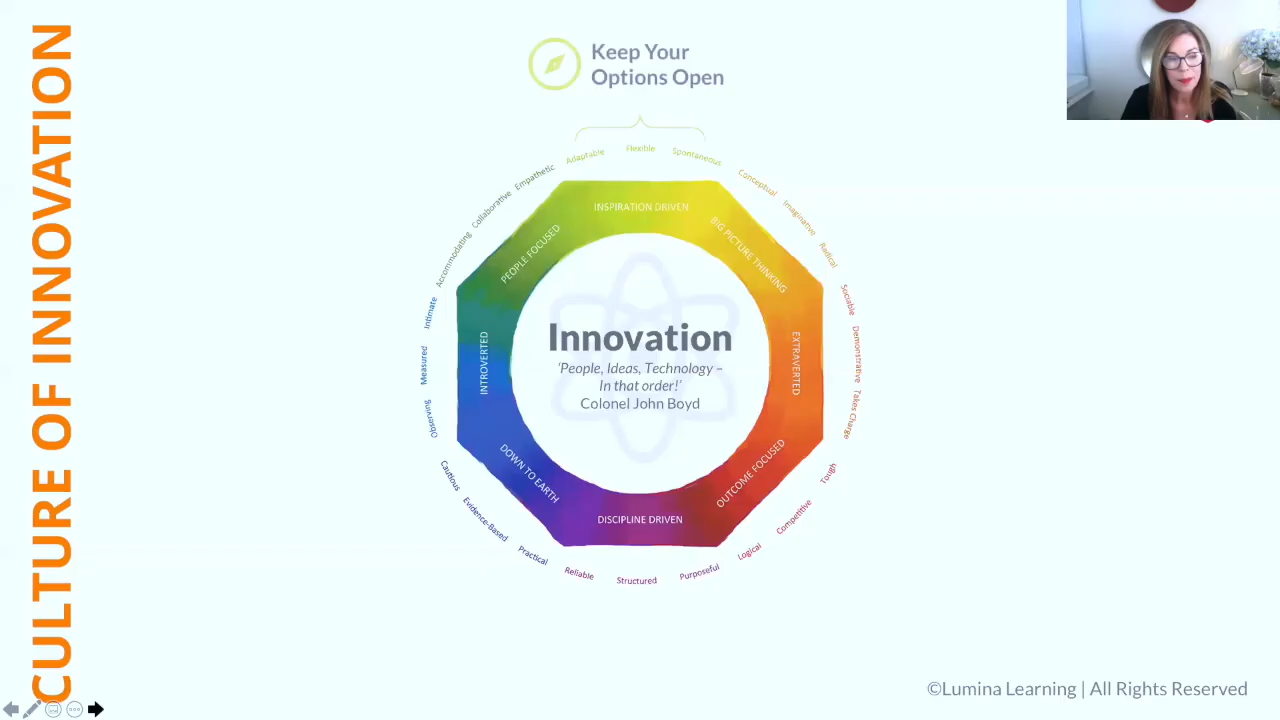 CULTURE OF INNOVATION
Keep Your
Options Open
Adaptable
Flexible
Spontaneous
Conceptual
Imaginative
Radical
Sociable
Demonstrative
Takes Charge
Tough
Competitive
Logical
Purposeful
Structured
Reliable
Practical
Evidence-Based
Cautious
Observing
Measured
Intimate
Accommodating
Collaborative
Empathetic
INSPIRATION DRIVEN
BIG PICTURE THINKING
EXTRAVERTED
OUTCOME FOCUSED
DISCIPLINE DRIVEN
DOWN TO EARTH
INTROVERTED
PEOPLE FOCUSED
Innovation
'People, Ideas, Technology –
In that order!'
Colonel John Boyd
©Lumina Learning | All Rights Reserved